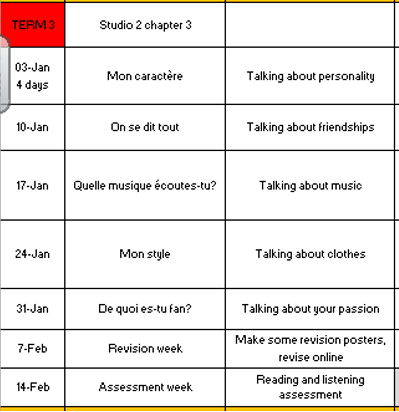 TERM 3 Studio 2 chapter 3
03-Jan
4 days
Mon caractère
Talking about personality
10-Jan On se dit tout Talking about friendships
17-Jan Quelle musique écoutes-tu? Talking about music
24-Jan Mon style Talking about clothes
31-Jan De quoi es-tu fan? Talking about your passion
7-Feb Revision week
Make some revision posters,
revise online
14-Feb Assessment week
Reading and listening
assessment